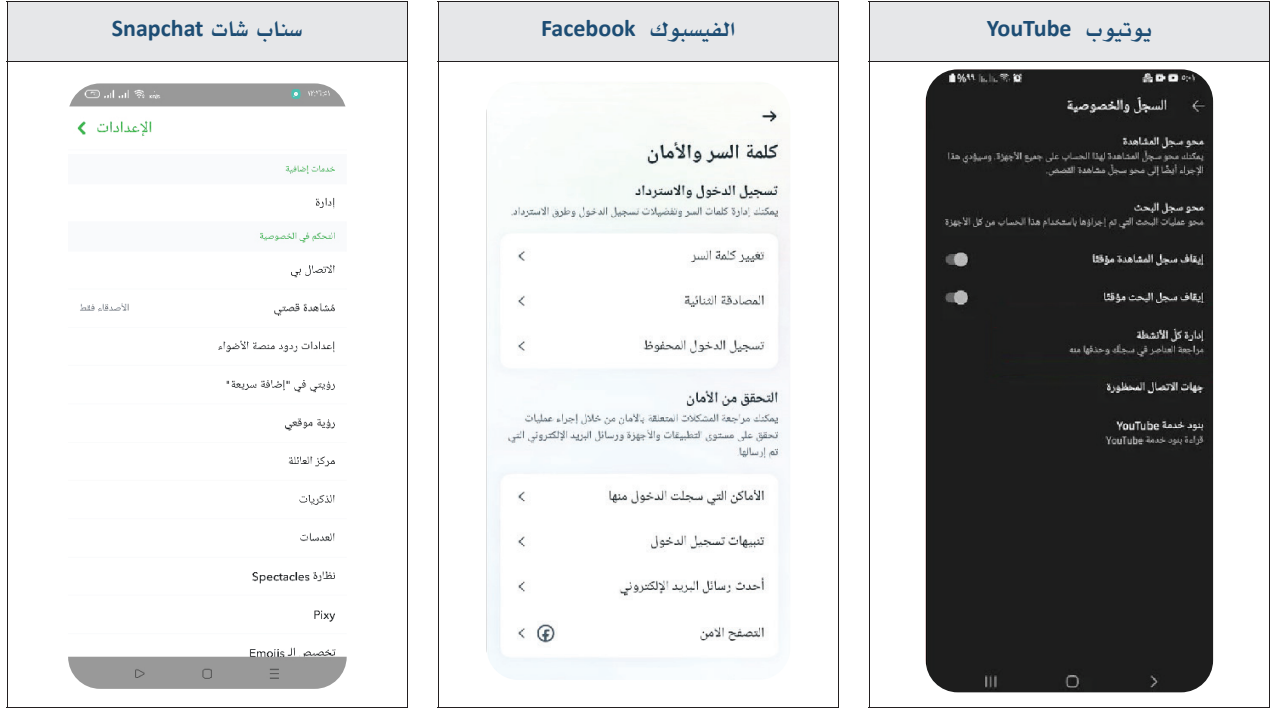 يوتيوب YouTube
٩٩%
السجلّ والخصوصية
محو سجل المشاهدة
يمكنك محو سجلّ المشاهدة لهذا الحساب على جميع الأجهزة. وسيؤدي هذا
الإجراء أيضًا إلى محو سجلّ مشاهدة القصص.
محو سجل البحث
محو عمليات البحث التي تم إجراؤها باستخدام هذا الحساب من كل الأجهزة
إيقاف سجل المشاهدة مؤقتًا
إيقاف سجل البحث مؤقتًا
إدارة كلّ الأنشطة
مراجعة العناصر في سجلّك وحذفها منه
جهات الاتصال المحظورة
بنود خدمة YouTube
قراءة بنود خدمة YouTube
الفيسبوك Facebook
كلمة السر والأمان
تسجيل الدخول والاسترداد
يمكنك إدارة كلمات السر وتفضيلات تسجيل الدخول وطرق الاسترداد.
تغيير كلمة السر
المصادقة الثنائية
تسجيل الدخول المحفوظ
التحقق من الأمان
يمكنك مراجعة المشكلات المتعلقة بالأمان من خلال إجراء عمليات
تحقق على مستوى التطبيقات والأجهزة ورسائل البريد الإلكتروني التي
تم إرسالها
الأماكن التي سجلت الدخول منها
تنبيهات تسجيل الدخول
أحدث رسائل البريد الإلكتروني
التصفح الامن
سناب شات Snapchat
الإعدادات
خدمات إضافية
إدارة
التحكم في الخصوصية
الاتصال بي
مُشاهدة قصتي الأصدقاء فقط
إعدادات ردود منصة الأضواء
رؤيتي في "إضافة سريعة"
رؤية موقعي
مركز العائلة
الذكريات
العدسات
نظارة Spectacles
Pixy
تخصيص الـ Emojis